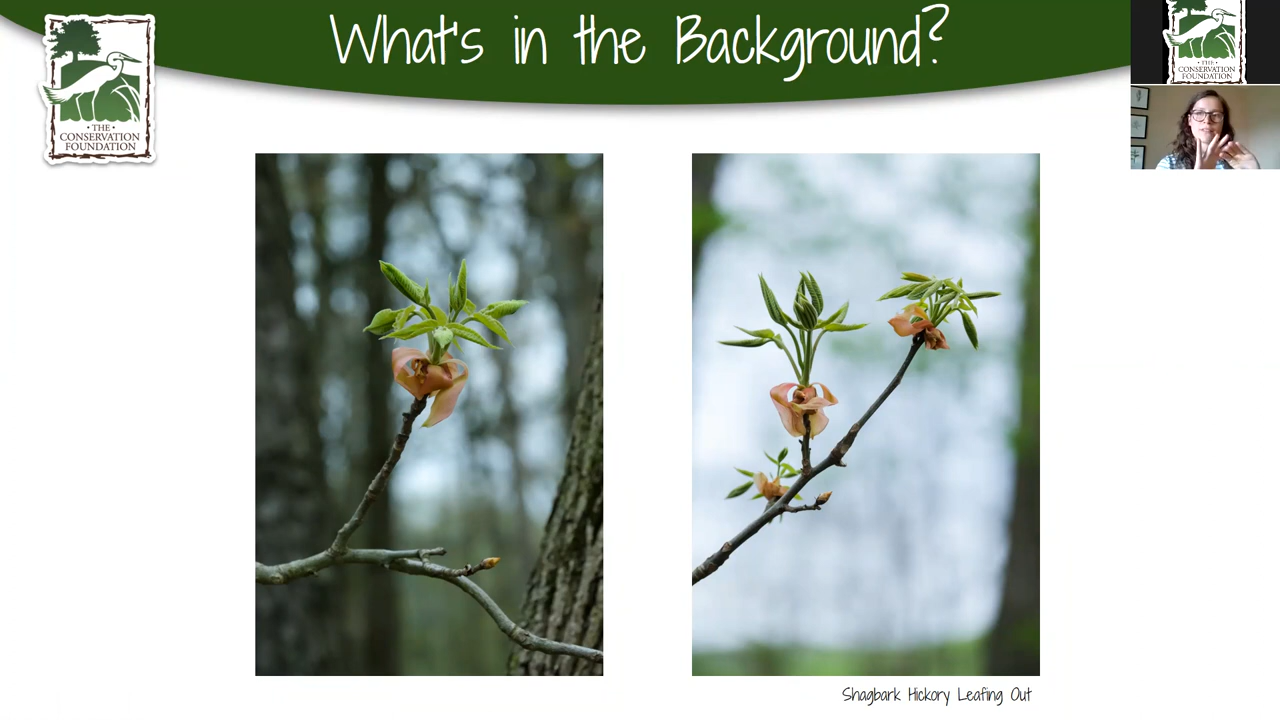 What's in the Background?
• THE •
CONSERVATION
FOUNDATION
• THE •
CONSERVATION
FOUNDATION
Shagbark Hickory Leafing Out